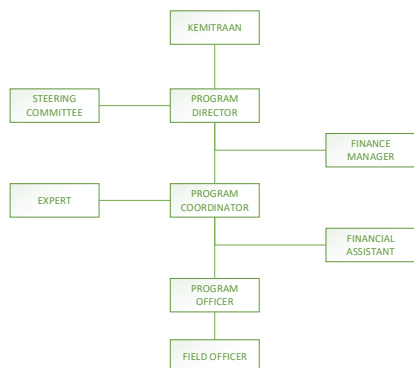 KEMITRAAN
STEERING
COMMITTEE
PROGRAM
DIRECTOR
FINANCE
MANAGER
EXPERT
PROGRAM
COORDINATOR
FINANCIAL
ASSISTANT
PROGRAM
OFFICER
FIELD OFFICER